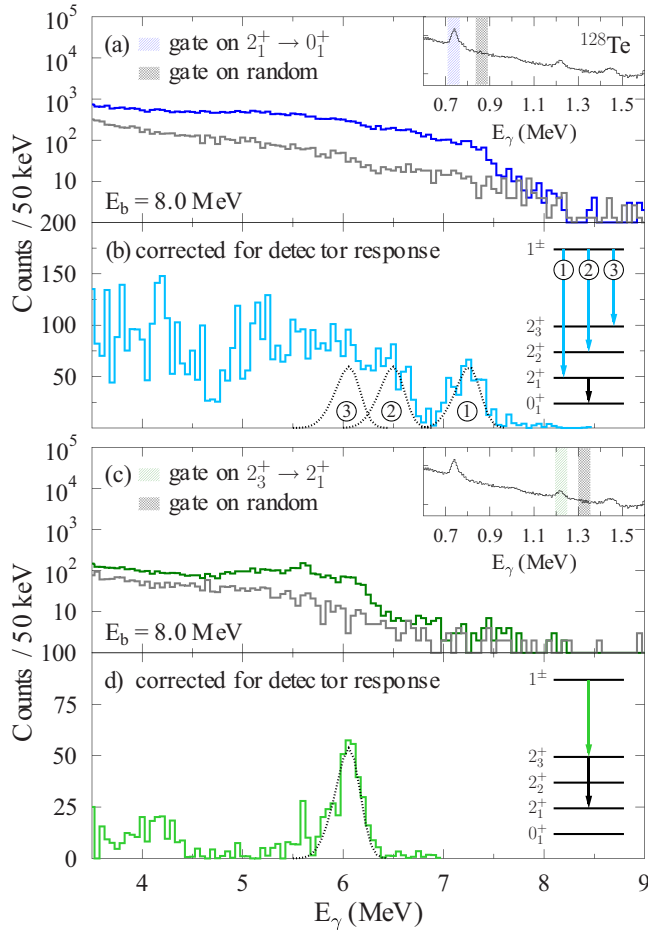 Counts / 50 keV
Counts / 50 keV
10⁵
10⁴
10³
10²
10
200
(a)
gate on 2₁⁺ → 0₁⁺
gate on random
E_b = 8.0 MeV
¹²⁸Te
0.7 0.9 1.1 1.3 1.5
E_γ (MeV)
(b) corrected for detector response
150
100
75
50
25
③ ② ①
1^±
① ② ③
2₃⁺
2₂⁺
2₁⁺
0₁⁺
10⁵
10⁴
10³
10²
10
100
(c)
gate on 2₃⁺ → 2₁⁺
gate on random
E_b = 8.0 MeV
0.7 0.9 1.1 1.3 1.5
E_γ (MeV)
d) corrected for detector response
75
50
25
0
1^±
2₃⁺
2₂⁺
2₁⁺
0₁⁺
4 5 6 7 8 9
E_γ (MeV)